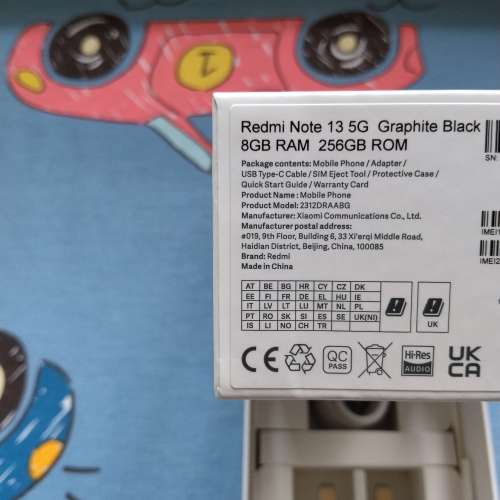 1
Redmi Note 13 5G Graphite Black
8GB RAM 256GB ROM
Package contents: Mobile Phone / Adapter /
USB Type-C Cable / SIM Eject Tool / Protective Case /
Quick Start Guide / Warranty Card
Product Name: Mobile Phone
Product Model: 2312DRAABG
Manufacturer: Xiaomi Communications Co., Ltd.
Manufacturer postal address:
#019, 9th Floor, Building 6, 33 Xi'erqi Middle Road,
Haidian District, Beijing, China, 100085
Brand: Redmi
Made in China
SN:
IMEI1
IMEI2
AT BE BG HR CY CZ DK
EE FI FR DE EL HU IE
IT LV LT LU MT NL PL
PT RO SK SI ES SE UK(NI)
IS LI NO CH TR
UK
CE
QC
PASS
Hi-Res
AUDIO
UK
CA